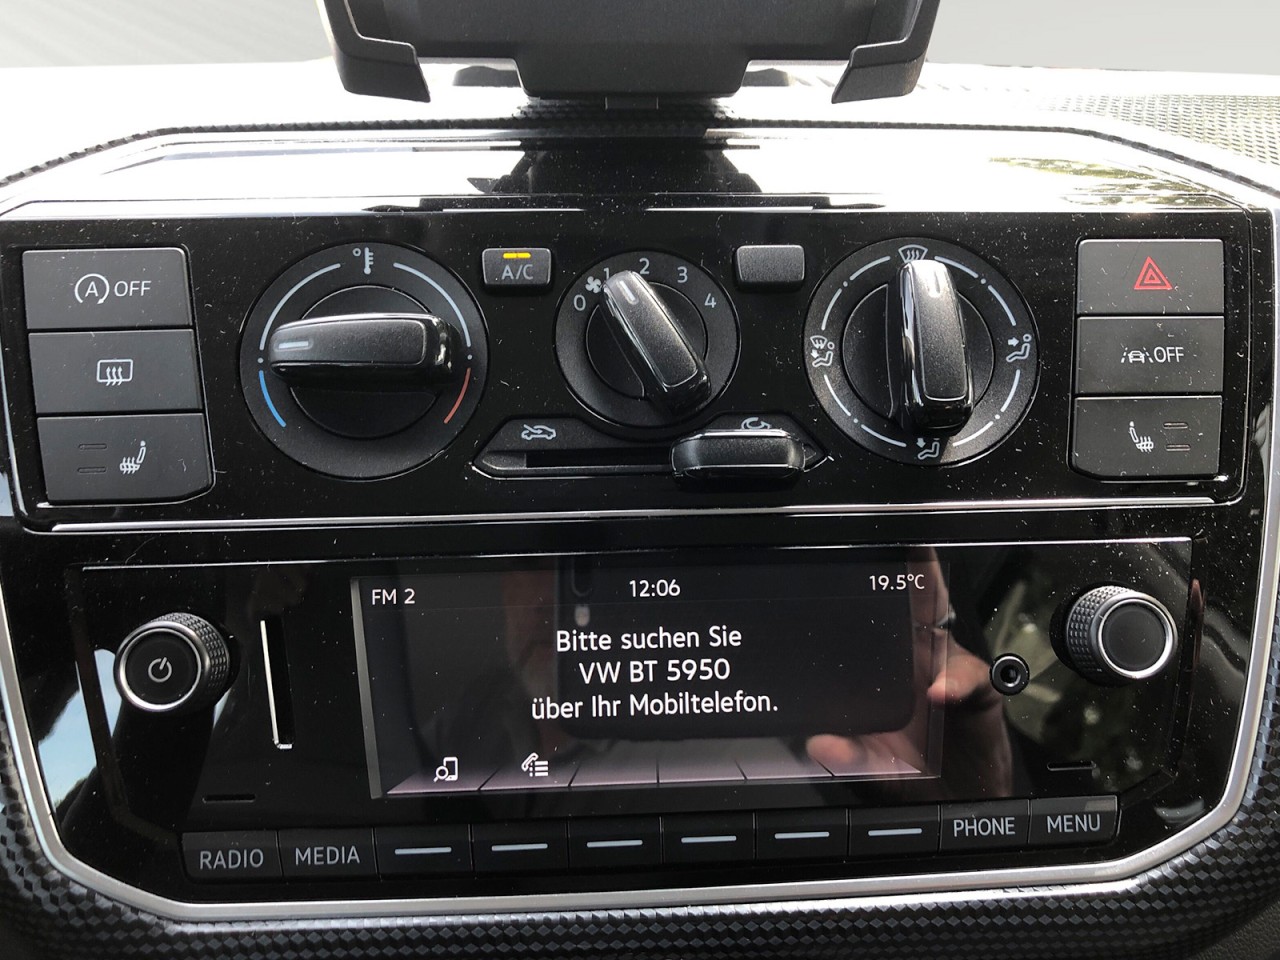 A OFF
A/C
0 1 2 3 4
OFF
FM 2 12:06 19.5°C
Bitte suchen Sie
VW BT 5950
über Ihr Mobiltelefon.
RADIO MEDIA PHONE MENU